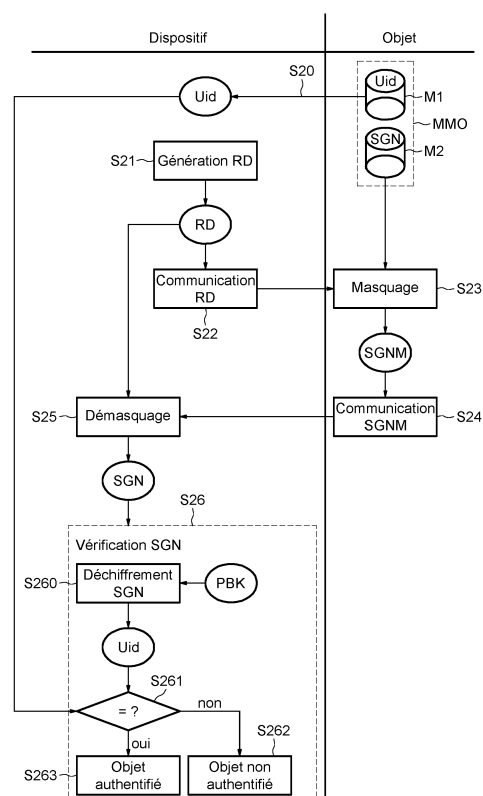 Dispositif
Objet
S20
Uid
Uid
M1
MMO
SGN
M2
S21
Génération RD
RD
Communication
RD
S22
Masquage
S23
SGNM
Communication
SGNM
S24
S25
Démasquage
SGN
S26
Vérification SGN
S260
Déchiffrement
SGN
PBK
Uid
S261
= ?
non
oui
S262
S263
Objet
authentifié
Objet non
authentifié